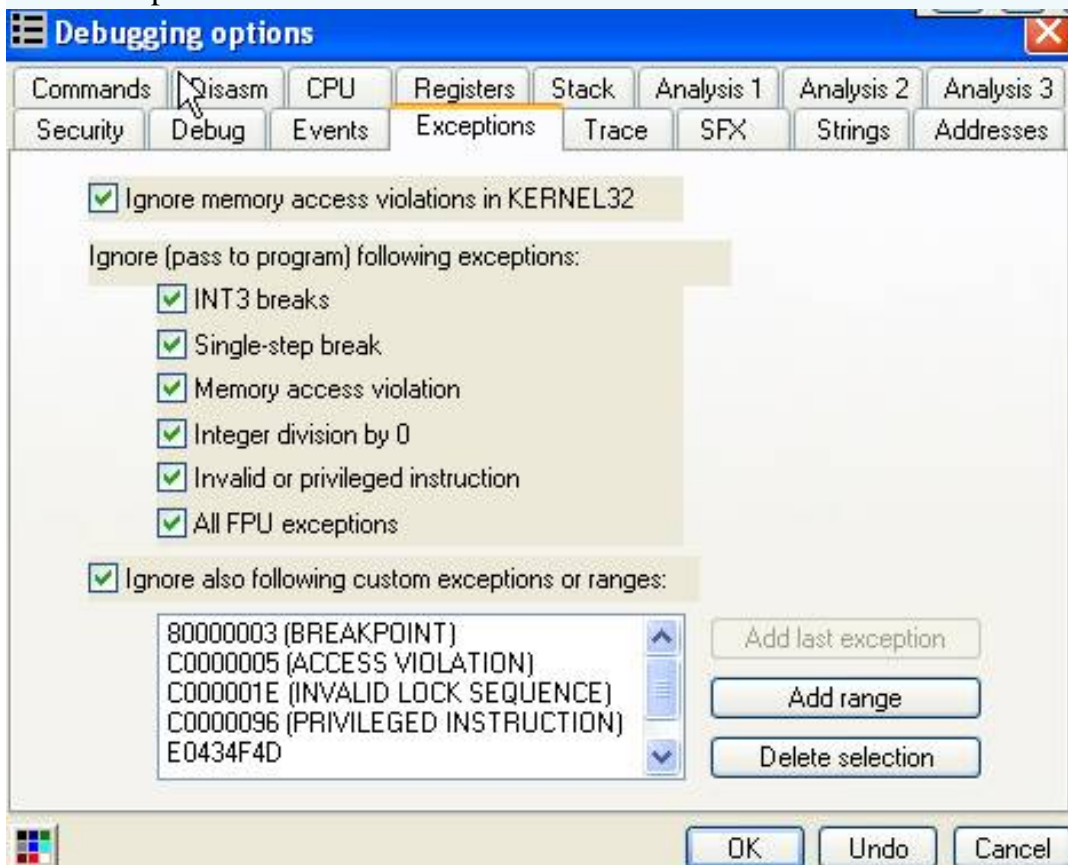 Debugging options
Commands Disasm CPU Registers Stack Analysis 1 Analysis 2 Analysis 3
Security Debug Events Exceptions Trace SFX Strings Addresses
Ignore memory access violations in KERNEL32
Ignore (pass to program) following exceptions:
INT3 breaks
Single-step break
Memory access violation
Integer division by 0
Invalid or privileged instruction
All FPU exceptions
Ignore also following custom exceptions or ranges:
80000003 (BREAKPOINT)
C0000005 (ACCESS VIOLATION)
C000001E (INVALID LOCK SEQUENCE)
C0000096 (PRIVILEGED INSTRUCTION)
E0434F4D
Add last exception
Add range
Delete selection
OK Undo Cancel